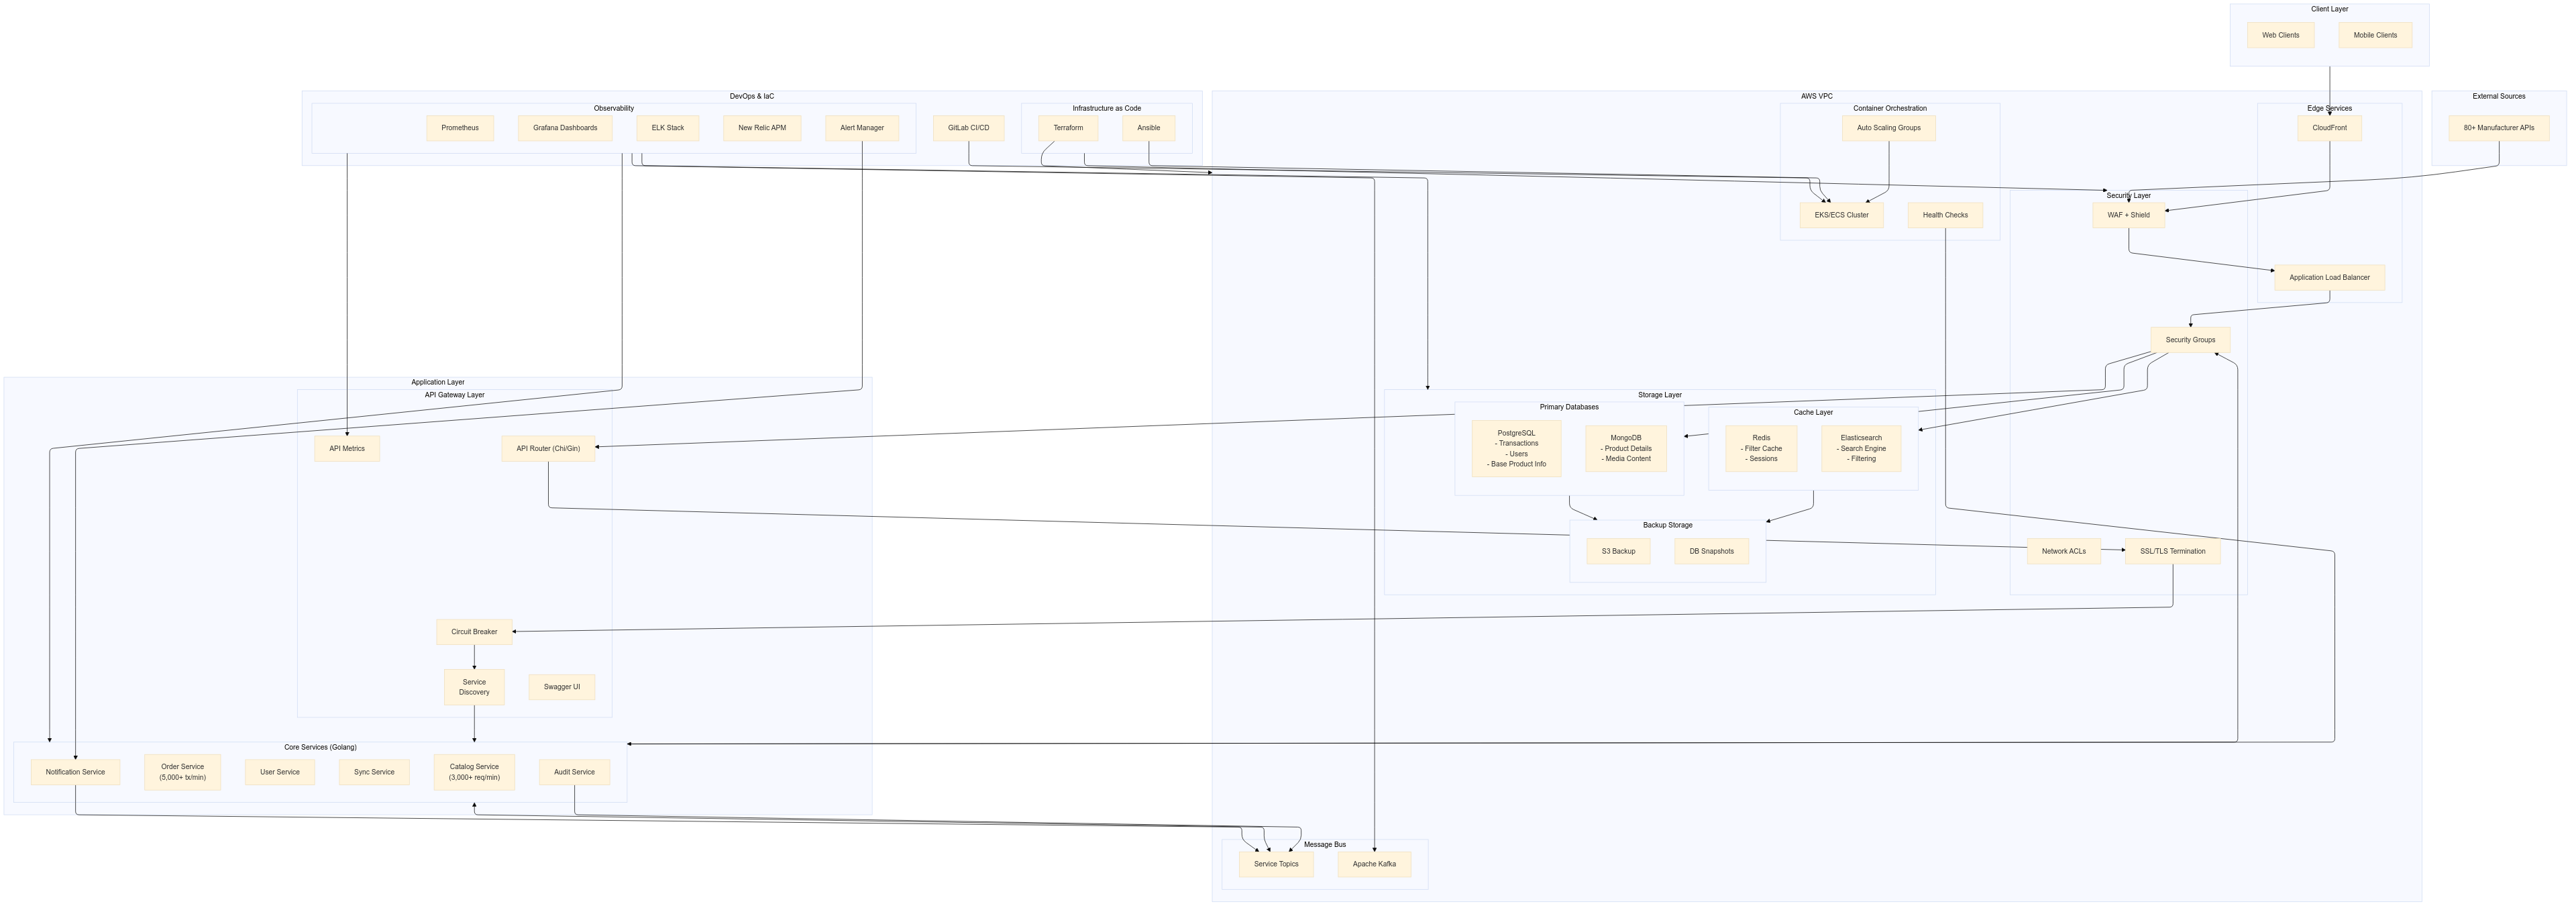 Client Layer
Web Clients
Mobile Clients
DevOps & IaC
Observability
Prometheus
Grafana Dashboards
ELK Stack
New Relic APM
Alert Manager
GitLab CI/CD
Infrastructure as Code
Terraform
Ansible
AWS VPC
Container Orchestration
Auto Scaling Groups
EKS/ECS Cluster
Health Checks
Edge Services
CloudFront
Application Load Balancer
External Sources
80+ Manufacturer APIs
Security Layer
WAF + Shield
Security Groups
Network ACLs
SSL/TLS Termination
Application Layer
API Gateway Layer
API Metrics
API Router (Chi/Gin)
Circuit Breaker
Service
Discovery
Swagger UI
Storage Layer
Primary Databases
PostgreSQL
- Transactions
- Users
- Base Product Info
MongoDB
- Product Details
- Media Content
Cache Layer
Redis
- Filter Cache
- Sessions
Elasticsearch
- Search Engine
- Filtering
Backup Storage
S3 Backup
DB Snapshots
Core Services (Golang)
Notification Service
Order Service
(5,000+ tx/min)
User Service
Sync Service
Catalog Service
(3,000+ req/min)
Audit Service
Message Bus
Service Topics
Apache Kafka